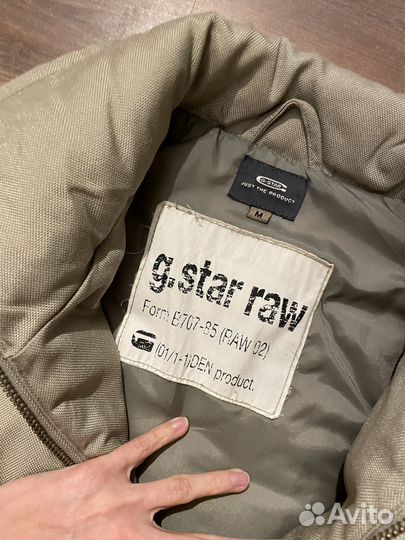 G-STAR
JUST THE PRODUCT
M
g.star raw
Form B707-85 (RAW 02)
(01/1-1)DEN product.
Avito